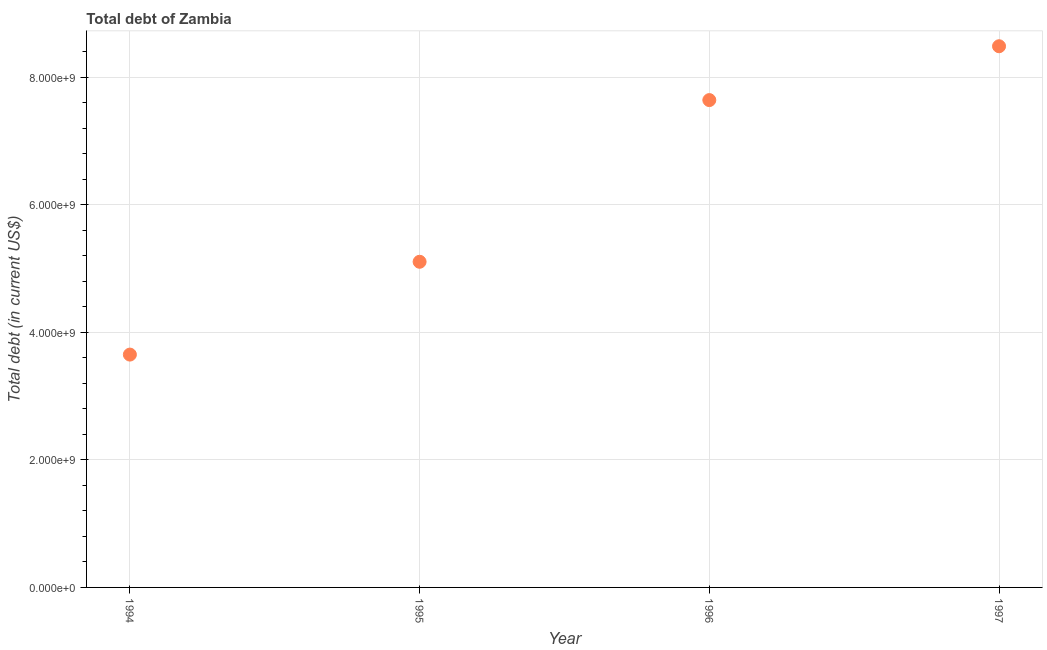 Total debt of Zambia
Total debt (in current US$)
8.000e+9
6.000e+9
4.000e+9
2.000e+9
0.000e+0
1994
1995
1996
1997
Year